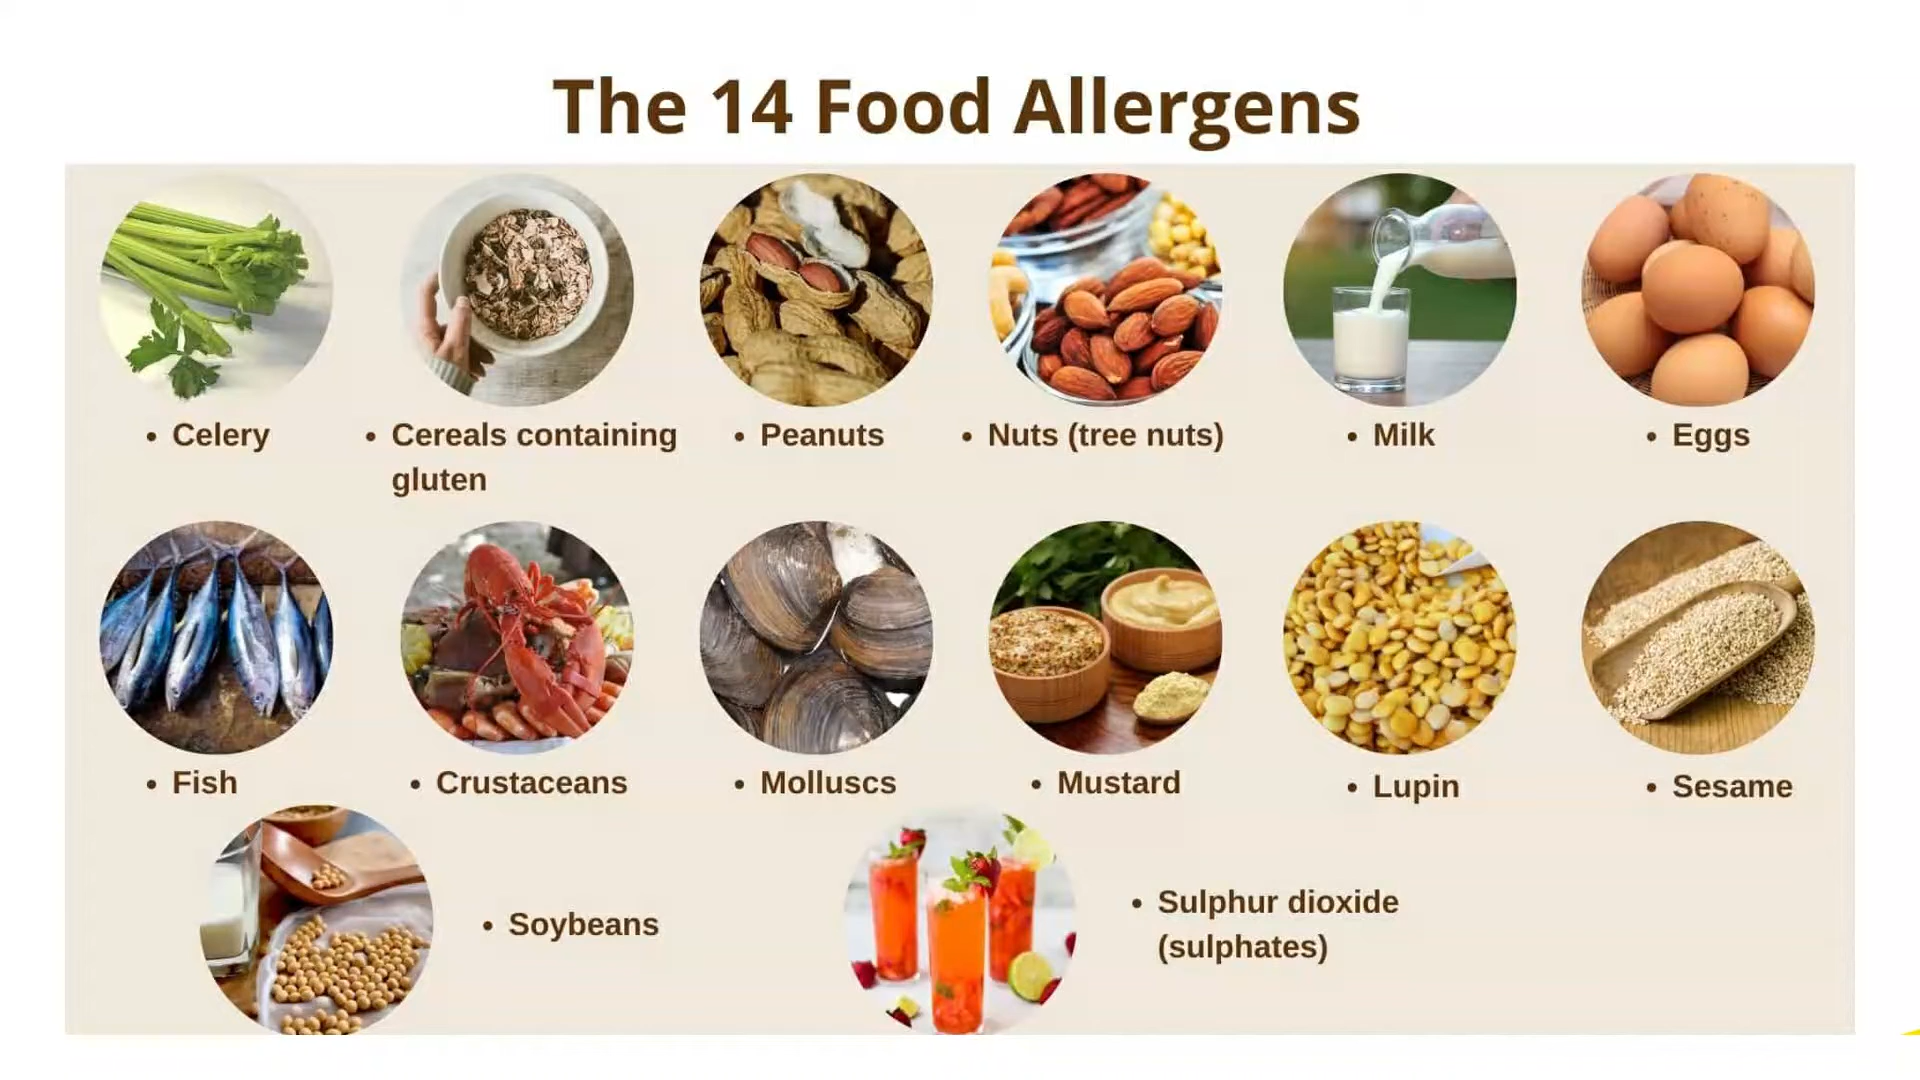 The 14 Food Allergens
• Celery
• Cereals containing
gluten
• Peanuts
• Nuts (tree nuts)
• Milk
• Eggs
• Fish
• Crustaceans
• Molluscs
• Mustard
• Lupin
• Sesame
• Soybeans
• Sulphur dioxide
(sulphates)